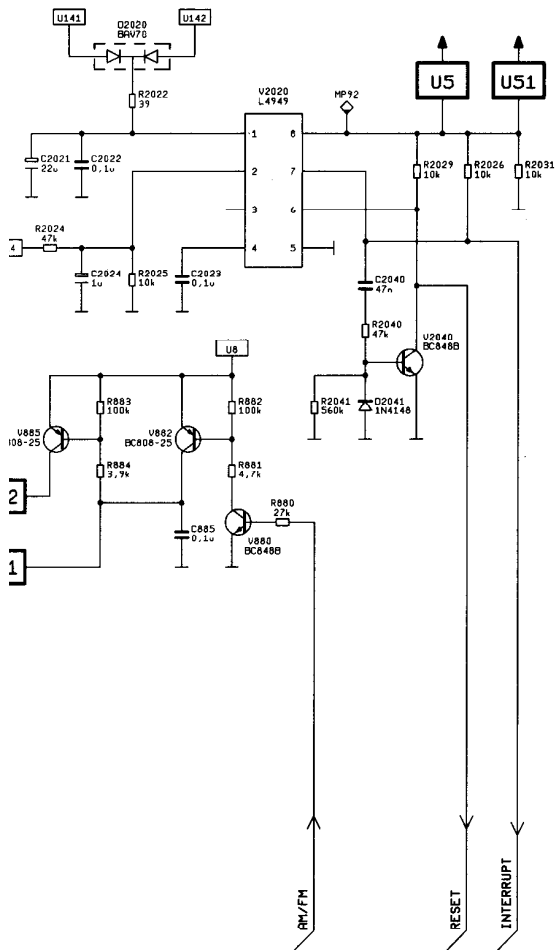 U141
U142
D2020
BAV70
R2022
39
V2020
L4949
MP92
U5
U51
1
8
2
7
3
6
4
5
C2021
22u
C2022
0,1u
R2029
10k
R2026
10k
R2031
10k
4
R2024
47k
C2024
1u
R2025
10k
C2023
0,1u
C2040
47n
R2040
47k
V2040
BC848B
R2041
560k
D2041
1N4148
U8
R883
100k
R882
100k
V885
808-25
V882
BC808-25
R884
3,9k
R881
4,7k
2
C885
0,1u
V880
BC848B
R880
27k
1
AM/FM
RESET
INTERRUPT